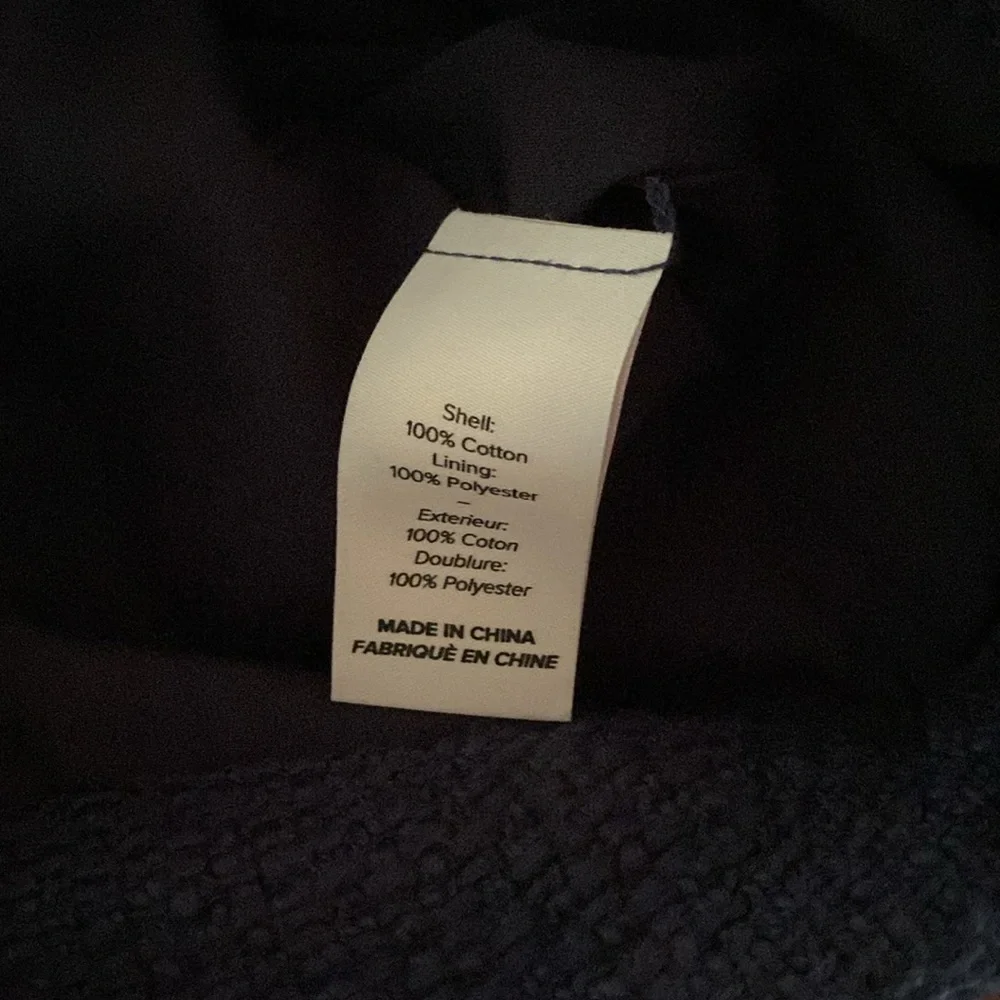 Shell:
100% Cotton
Lining:
100% Polyester
–
Exterieur:
100% Coton
Doublure:
100% Polyester
MADE IN CHINA
FABRIQUÈ EN CHINE